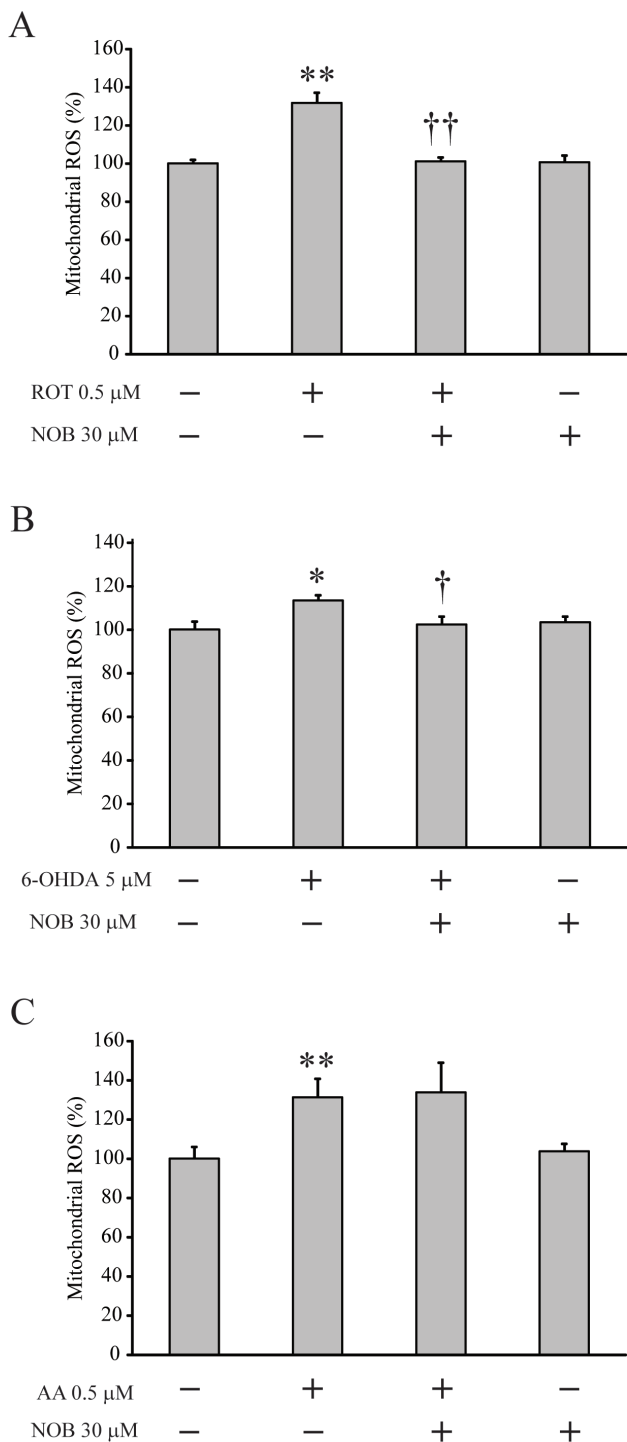 A
Mitochondrial ROS (%)
160
140
120
100
80
60
40
20
0
**
††
ROT 0.5 μM − + + −
NOB 30 μM − − + +
B
Mitochondrial ROS (%)
140
120
100
80
60
40
20
0
*
†
6-OHDA 5 μM − + + −
NOB 30 μM − − + +
C
Mitochondrial ROS (%)
160
140
120
100
80
60
40
20
0
**
AA 0.5 μM − + + −
NOB 30 μM − − + +